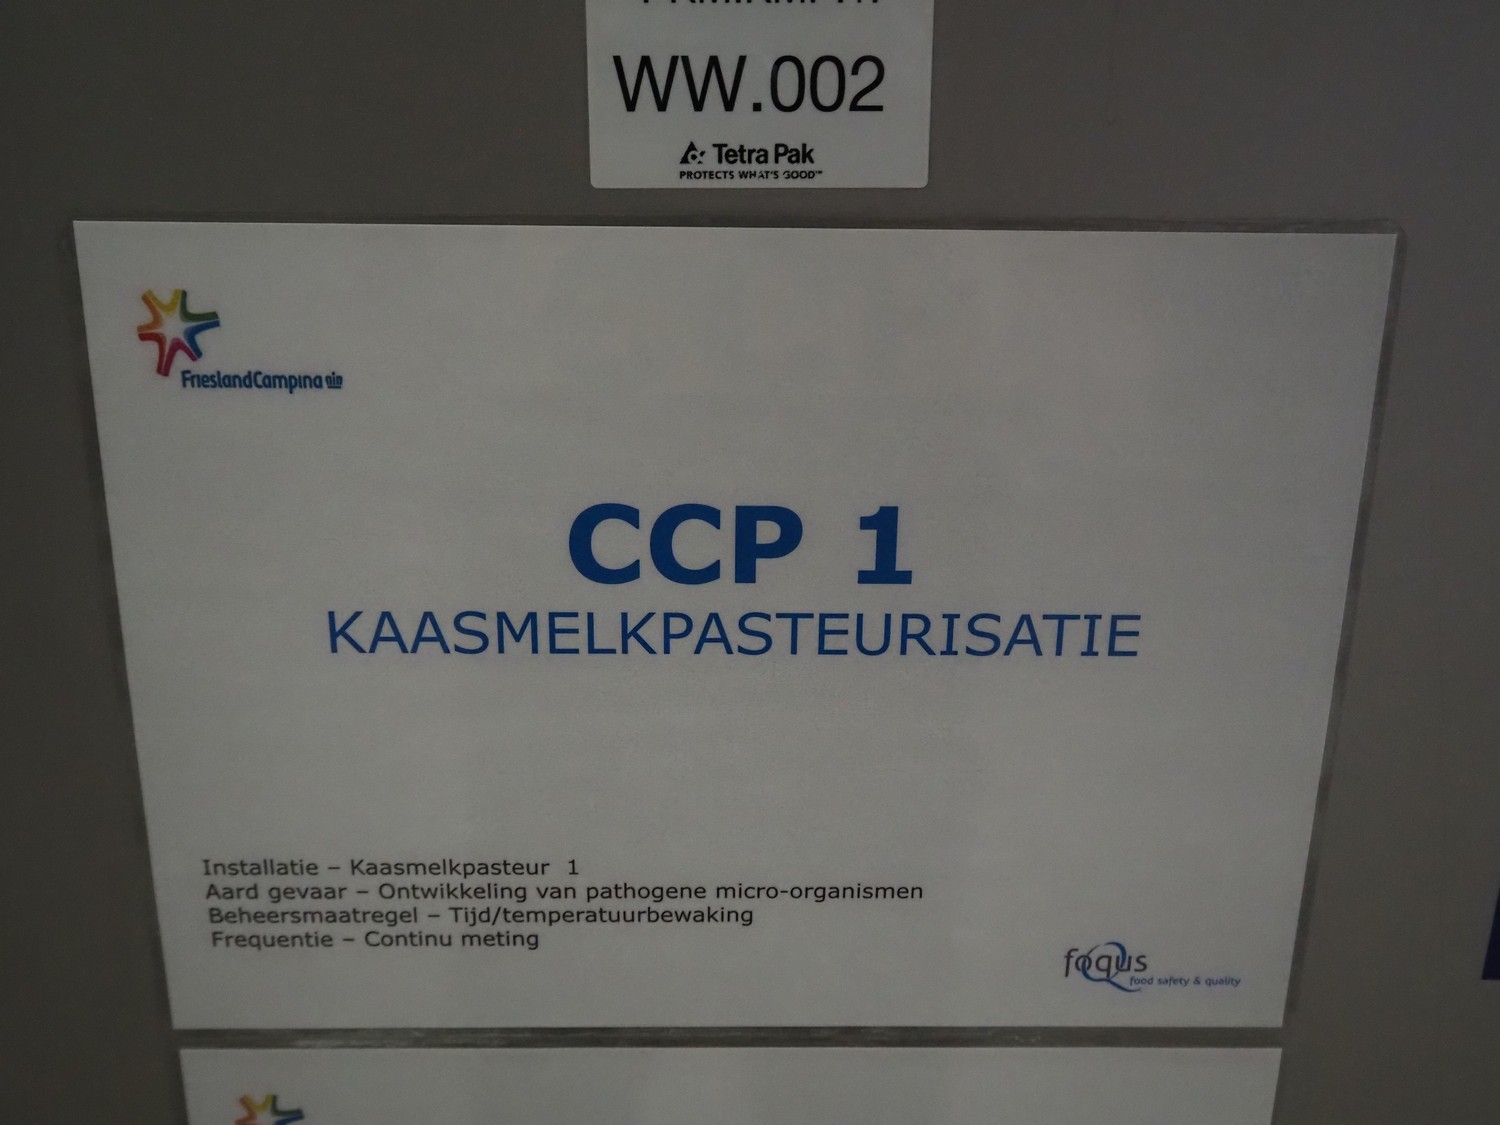 WW.002
Tetra Pak
PROTECTS WHAT'S GOOD™
FrieslandCampina
CCP 1
KAASMELKPASTEURISATIE
Installatie – Kaasmelkpasteur 1
Aard gevaar – Ontwikkeling van pathogene micro-organismen
Beheersmaatregel – Tijd/temperatuurbewaking
Frequentie – Continu meting
foqus
food safety & quality